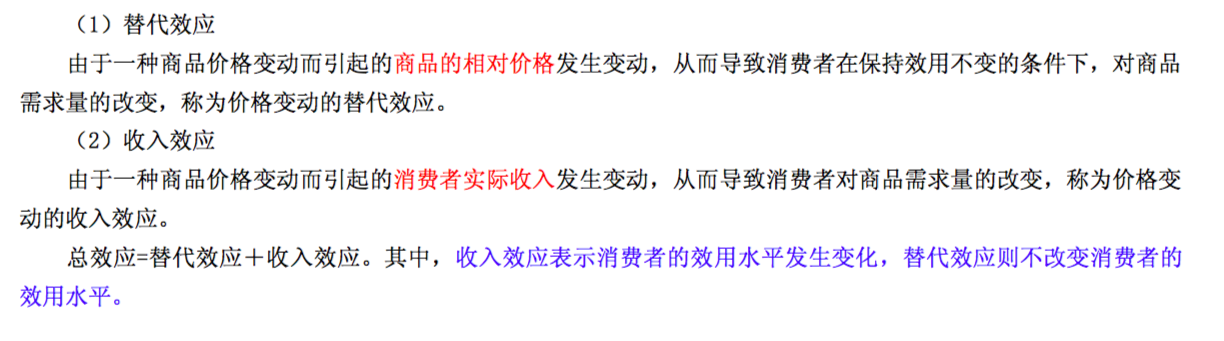 （1）替代效应
由于一种商品价格变动而引起的商品的相对价格发生变动，从而导致消费者在保持效用不变的条件下，对商品
需求量的改变，称为价格变动的替代效应。
（2）收入效应
由于一种商品价格变动而引起的消费者实际收入发生变动，从而导致消费者对商品需求量的改变，称为价格变
动的收入效应。
总效应=替代效应＋收入效应。其中，收入效应表示消费者的效用水平发生变化，替代效应则不改变消费者的
效用水平。